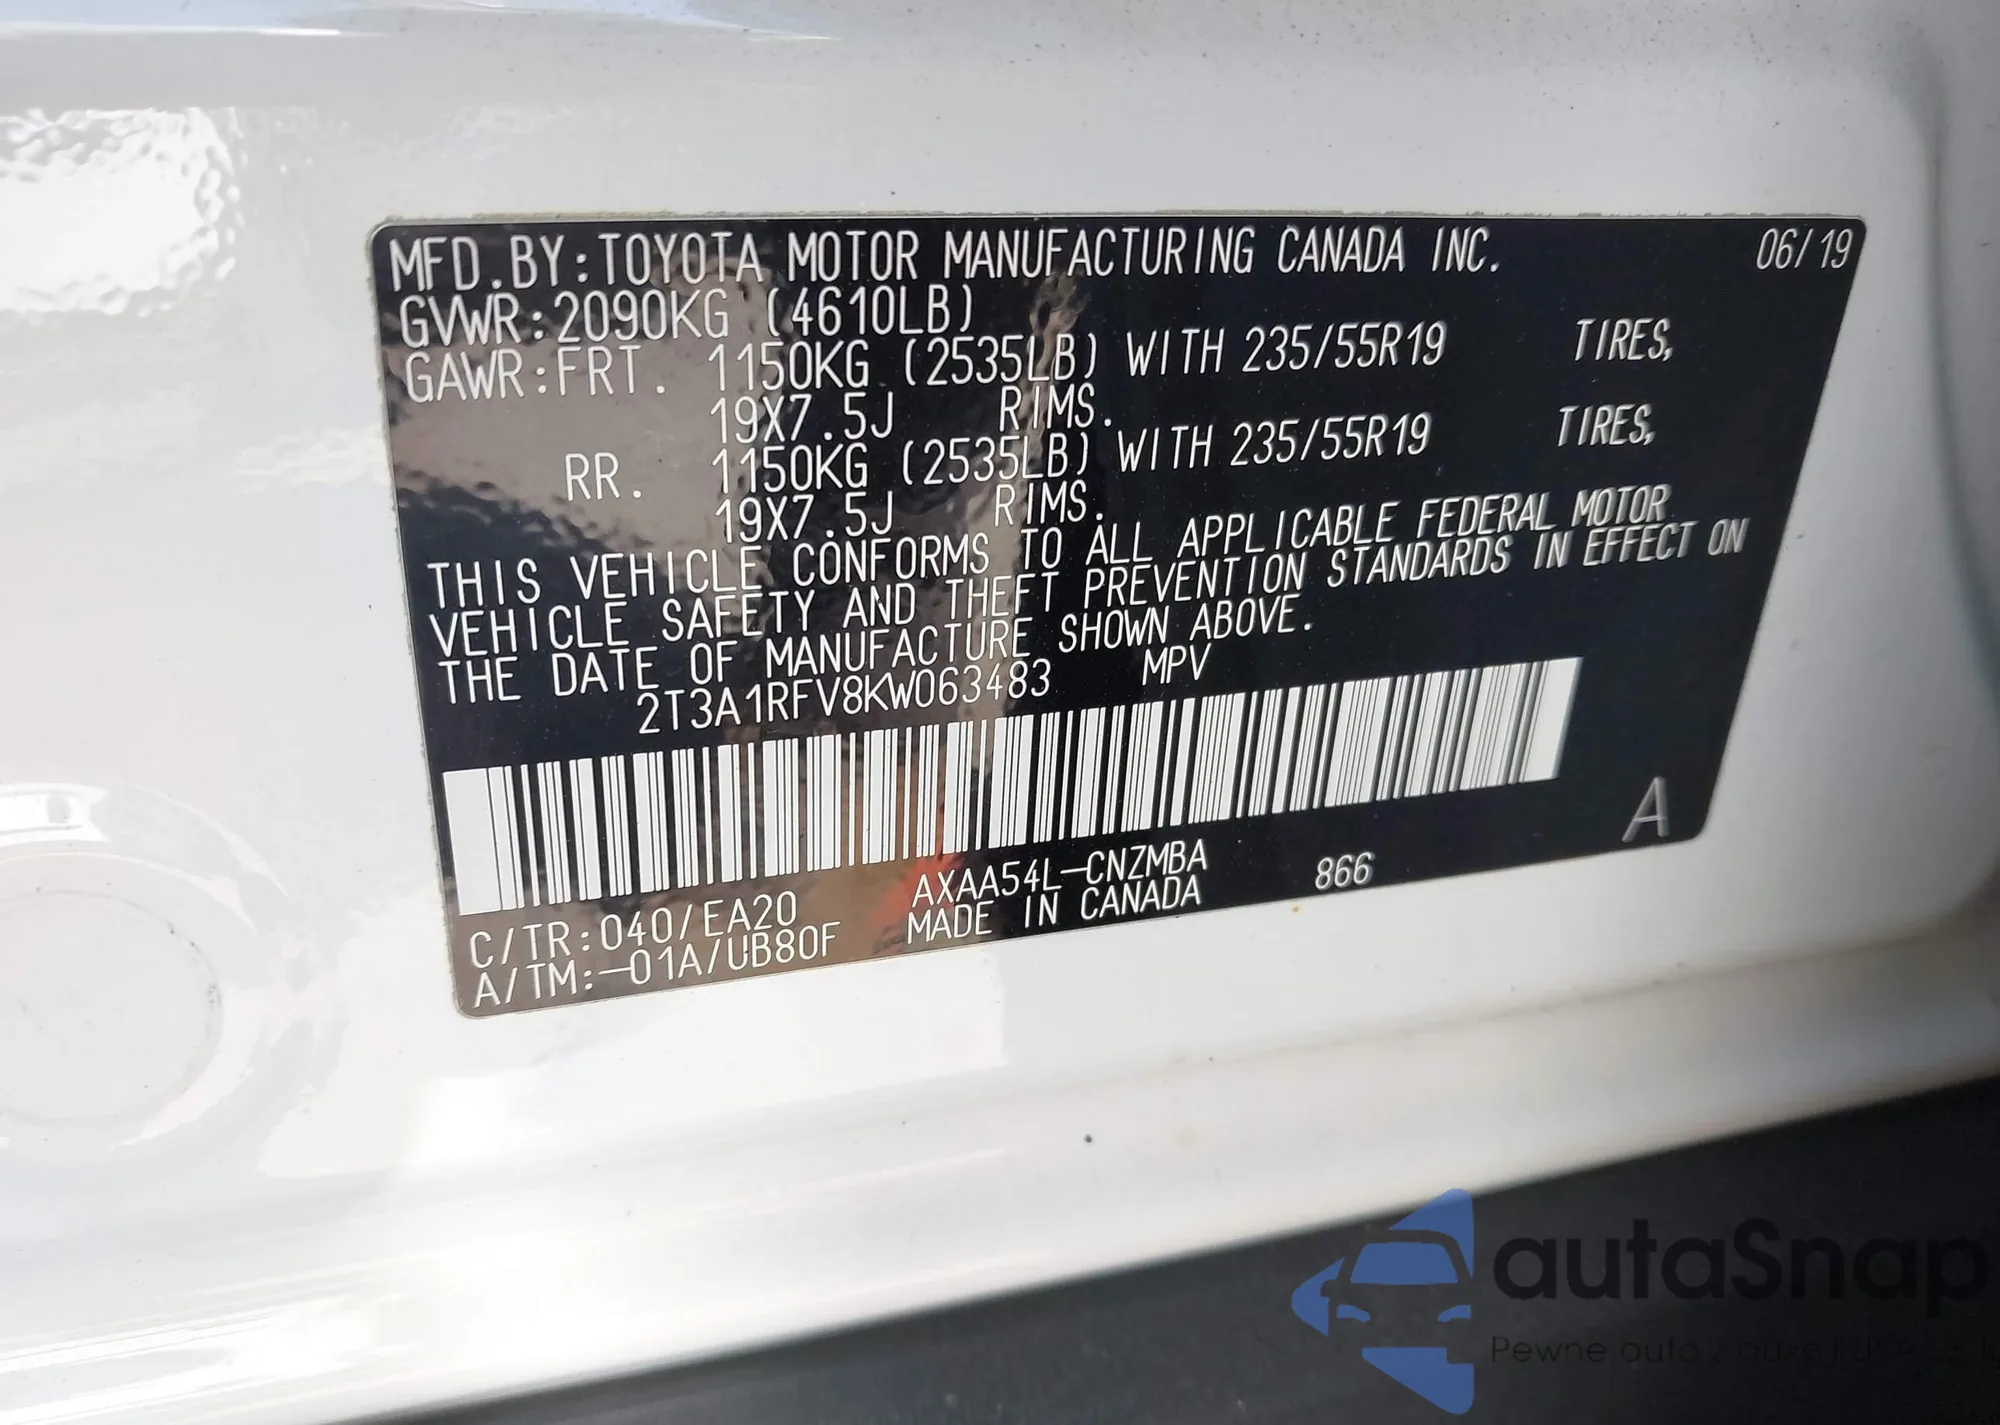 MFD.BY:TOYOTA MOTOR MANUFACTURING CANADA INC. 06/19
GVWR:2090KG (4610LB)
GAWR:FRT. 1150KG (2535LB) WITH 235/55R19 TIRES,
19X7.5J RIMS.
RR. 1150KG (2535LB) WITH 235/55R19 TIRES,
19X7.5J RIMS.
THIS VEHICLE CONFORMS TO ALL APPLICABLE FEDERAL MOTOR
VEHICLE SAFETY AND THEFT PREVENTION STANDARDS IN EFFECT ON
THE DATE OF MANUFACTURE SHOWN ABOVE.
2T3A1RFV8KW063483 MPV
A
C/TR:040/EA20 AXAA54L-CNZMBA 866
A/TM:-01A/UB80F MADE IN CANADA
autaSnap
Pewne auta z